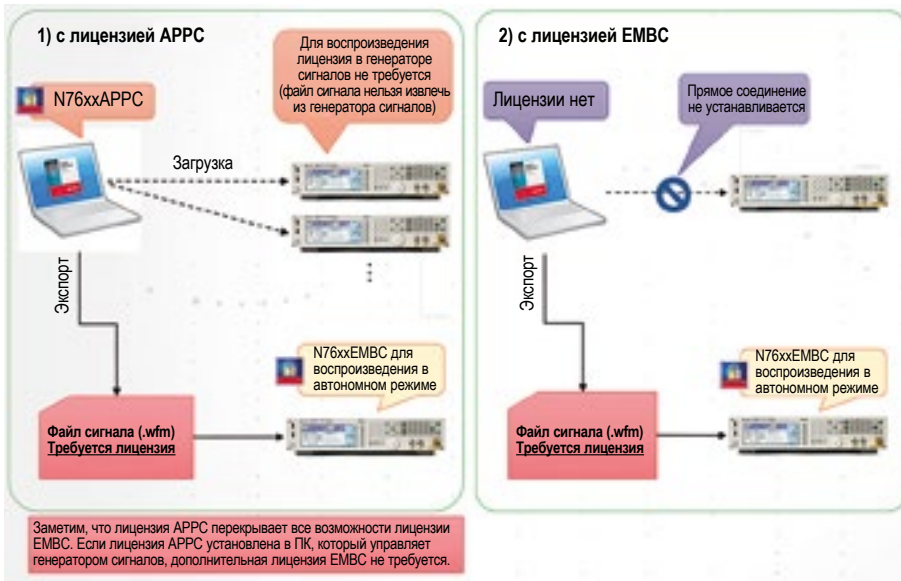 1) с лицензией APPC
N76xxAPPC
Для воспроизведения
лицензия в генераторе
сигналов не требуется
(файл сигнала нельзя извлечь
из генератора сигналов)
Загрузка
Экспорт
N76xxEMBC для
воспроизведения в
автономном режиме
Файл сигнала (.wfm)
Требуется лицензия
2) с лицензией EMBC
Лицензии нет
Прямое соединение
не устанавливается
Экспорт
N76xxEMBC для
воспроизведения в
автономном режиме
Файл сигнала (.wfm)
Требуется лицензия
Заметим, что лицензия APPC перекрывает все возможности лицензии
EMBC. Если лицензия APPC установлена в ПК, который управляет
генератором сигналов, дополнительная лицензия EMBC не требуется.